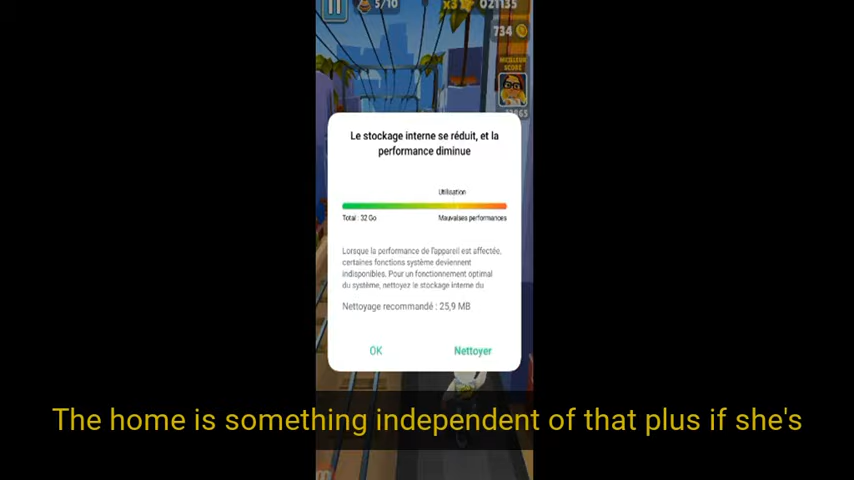 5/10
x3
021135
734
MEILLEUR
SCORE
Le stockage interne se réduit, et la
performance diminue
Utilisation
Total : 32 Go
Mauvaises performances
Lorsque la performance de l'appareil est affectée,
certaines fonctions système deviennent
indisponibles. Pour un fonctionnement optimal
du système, nettoyez le stockage interne du
Nettoyage recommandé : 25,9 MB
OK
Nettoyer
The home is something independent of that plus if she's